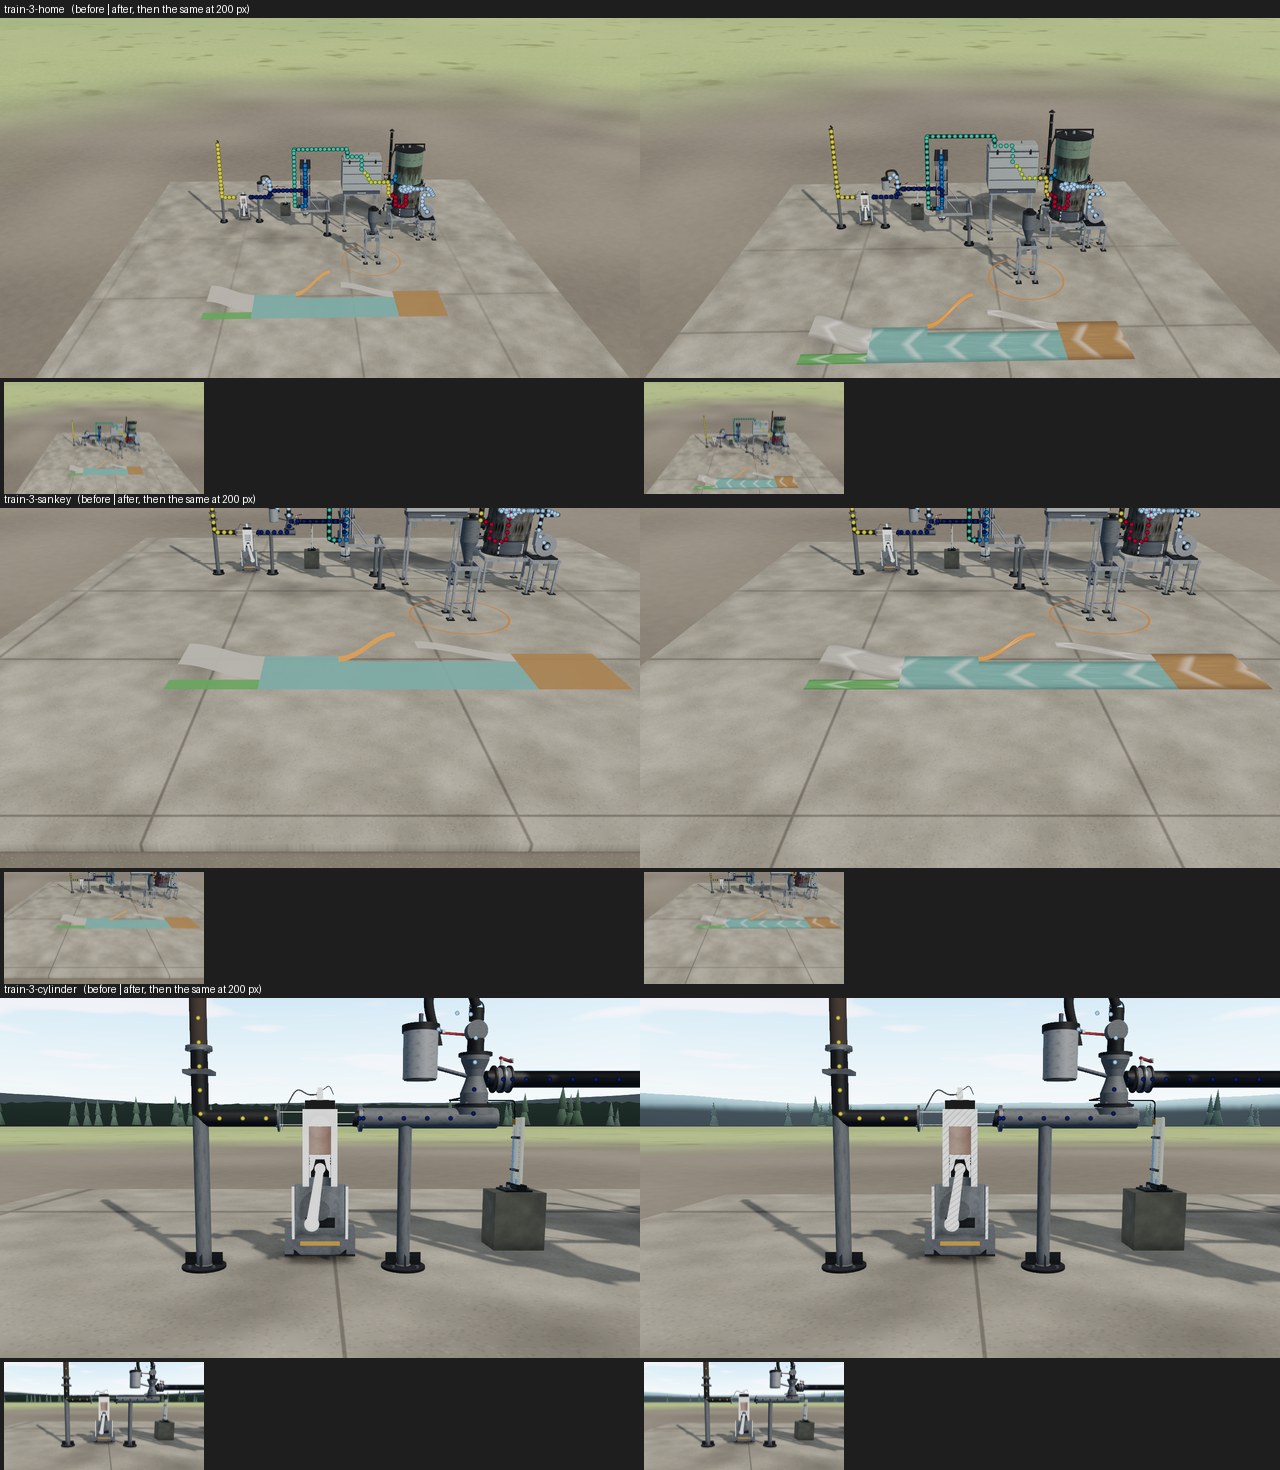 train-3-home (before | after, then the same at 200 px)
train-3-sankey (before | after, then the same at 200 px)
train-3-cylinder (before | after, then the same at 200 px)